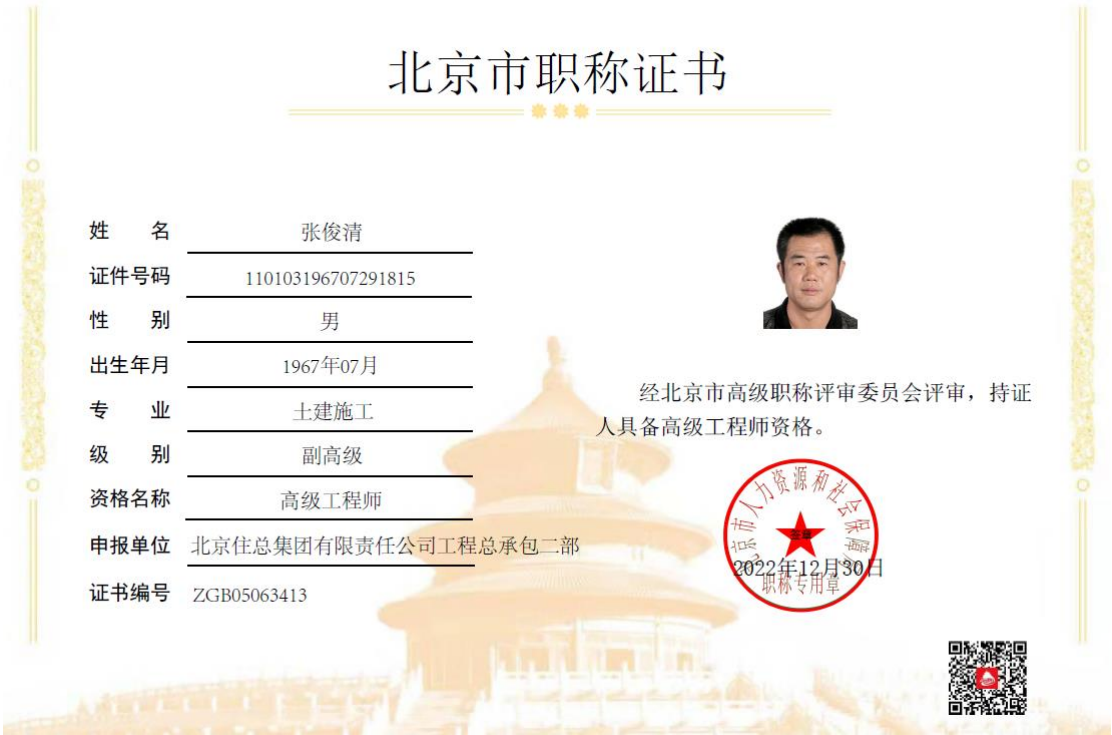 北京市职称证书
姓名 张俊清
证件号码 110103196707291815
性别 男
出生年月 1967年07月
专业 土建施工
级别 副高级
资格名称 高级工程师
申报单位 北京住总集团有限责任公司工程总承包二部
证书编号 ZGB05063413
经北京市高级职称评审委员会评审，持证
人具备高级工程师资格。
北京市人力资源和社会保障局
2022年12月30日
职称专用章